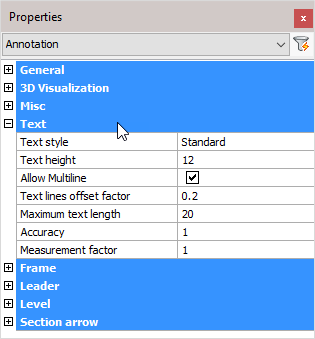 Properties
Annotation
General
3D Visualization
Misc
Text
Text style Standard
Text height 12
Allow Multiline
Text lines offset factor 0.2
Maximum text length 20
Accuracy 1
Measurement factor 1
Frame
Leader
Level
Section arrow